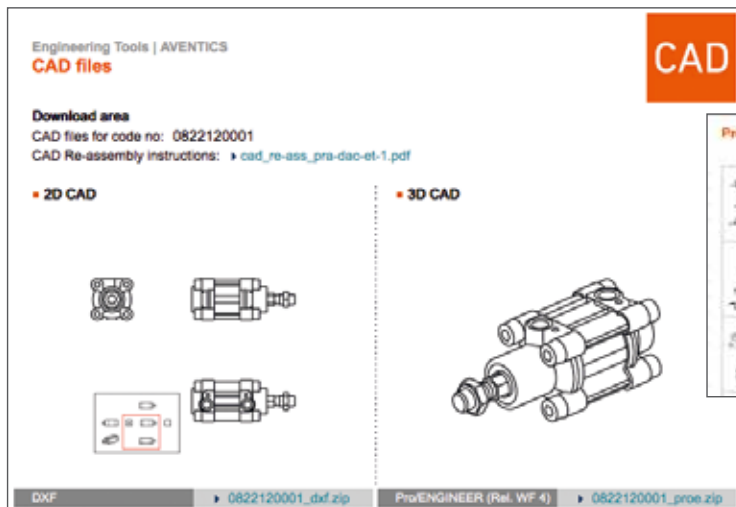 Engineering Tools | AVENTICS
CAD files
CAD
Download area
CAD files for code no: 0822120001
CAD Re-assembly instructions: cad_re-ass_pra-dac-et-1.pdf
2D CAD
3D CAD
DXF
0822120001_dxf.zip
Pro/ENGINEER (Rel. WF 4)
0822120001_proe.zip